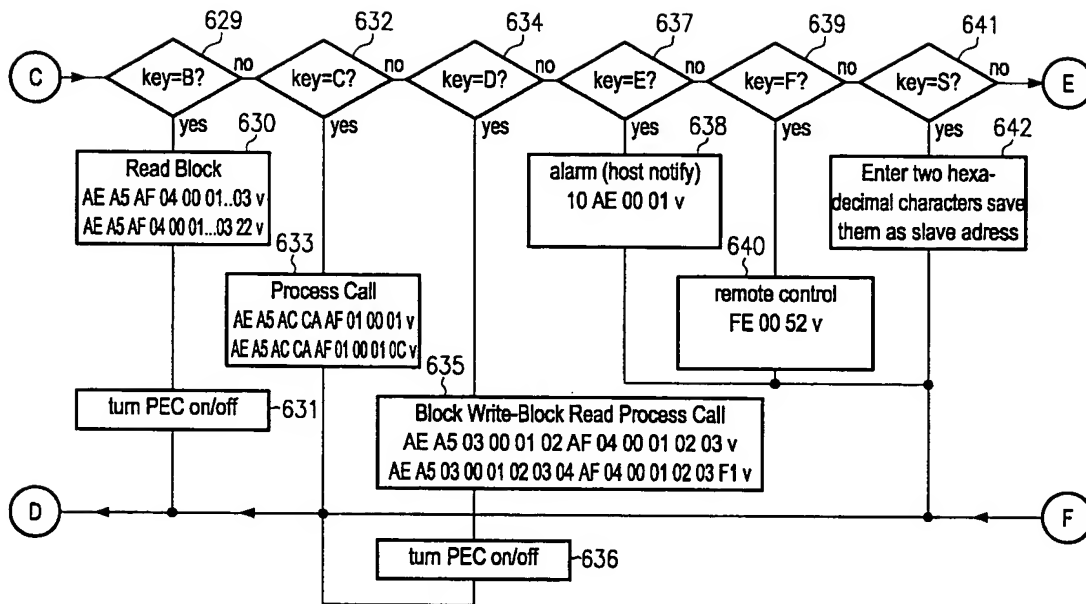 629
632
634
637
639
641
C
key=B?
no
key=C?
no
key=D?
no
key=E?
no
key=F?
no
key=S?
no
E
yes
yes
yes
yes
yes
yes
630
638
642
Read Block
AE A5 AF 04 00 01..03 v
AE A5 AF 04 00 01...03 22 v
alarm (host notify)
10 AE 00 01 v
Enter two hexa-
decimal characters save
them as slave adress
633
Process Call
AE A5 AC CA AF 01 00 01 v
AE A5 AC CA AF 01 00 01 0C v
640
remote control
FE 00 52 v
635
turn PEC on/off
631
Block Write-Block Read Process Call
AE A5 03 00 01 02 AF 04 00 01 02 03 v
AE A5 03 00 01 02 03 04 AF 04 00 01 02 03 F1 v
D
F
turn PEC on/off
636